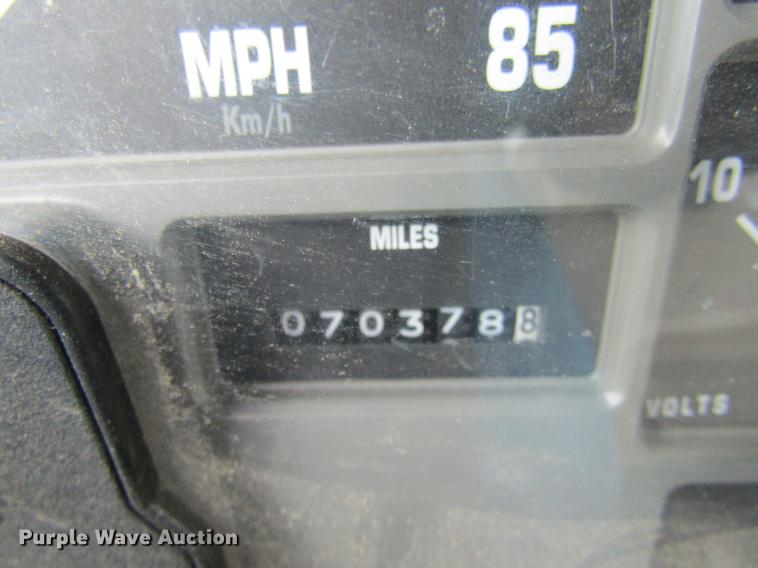 MPH 85
Km/h
10
MILES
0703788
VOLTS
Purple Wave Auction